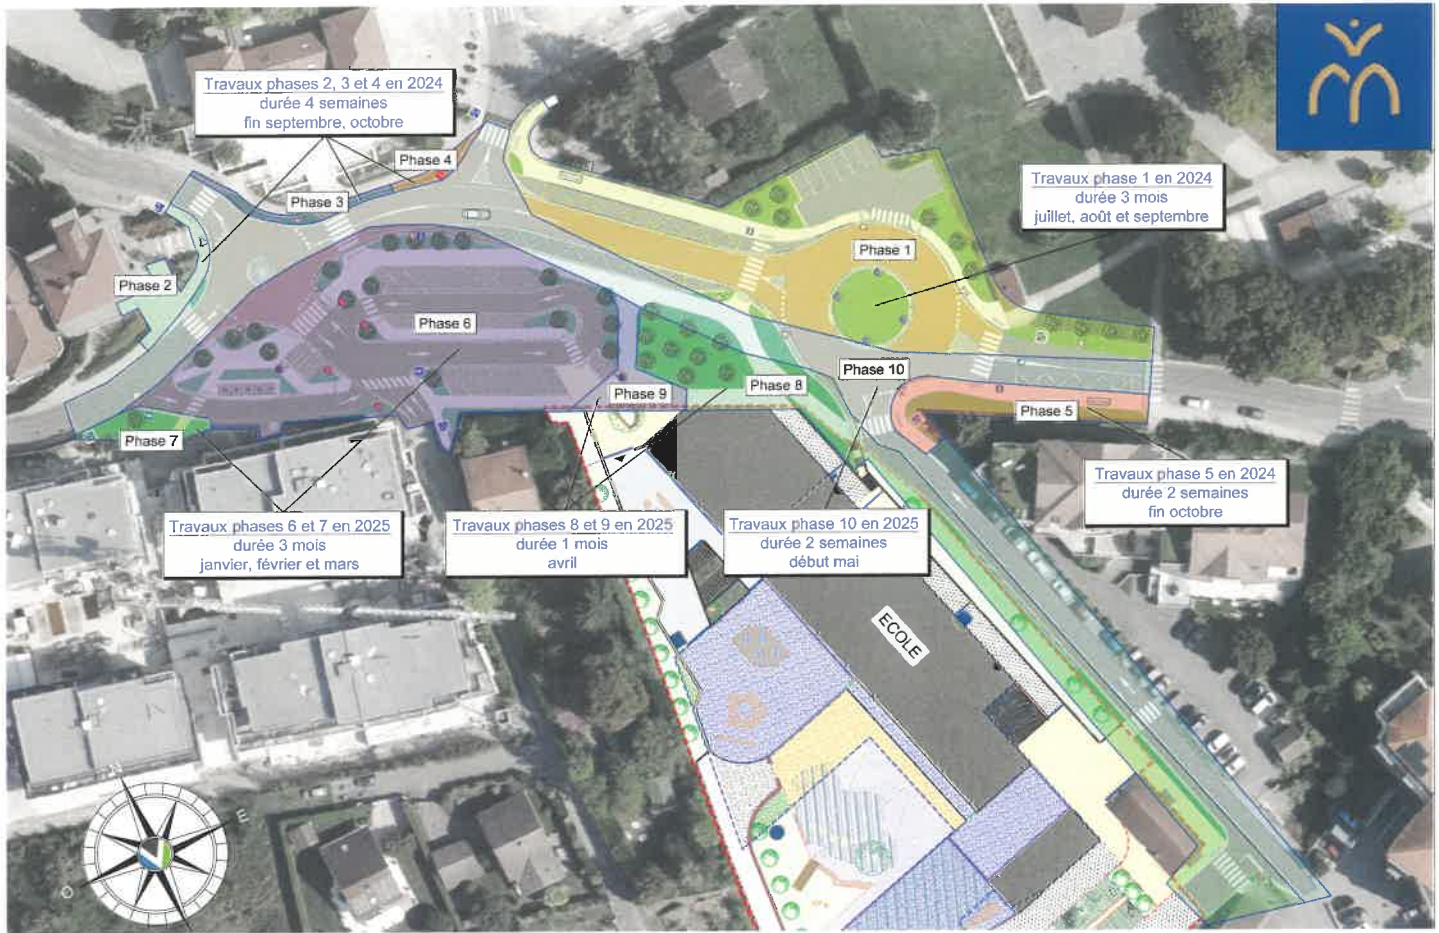 Travaux phases 2, 3 et 4 en 2024
durée 4 semaines
fin septembre, octobre
Phase 4
Phase 3
Phase 2
Travaux phase 1 en 2024
durée 3 mois
juillet, août et septembre
Phase 1
Phase 6
Phase 10
Phase 8
Phase 9
Phase 5
Phase 7
Travaux phase 5 en 2024
durée 2 semaines
fin octobre
Travaux phases 6 et 7 en 2025
durée 3 mois
janvier, février et mars
Travaux phases 8 et 9 en 2025
durée 1 mois
avril
Travaux phase 10 en 2025
durée 2 semaines
début mai
ECOLE
E
O